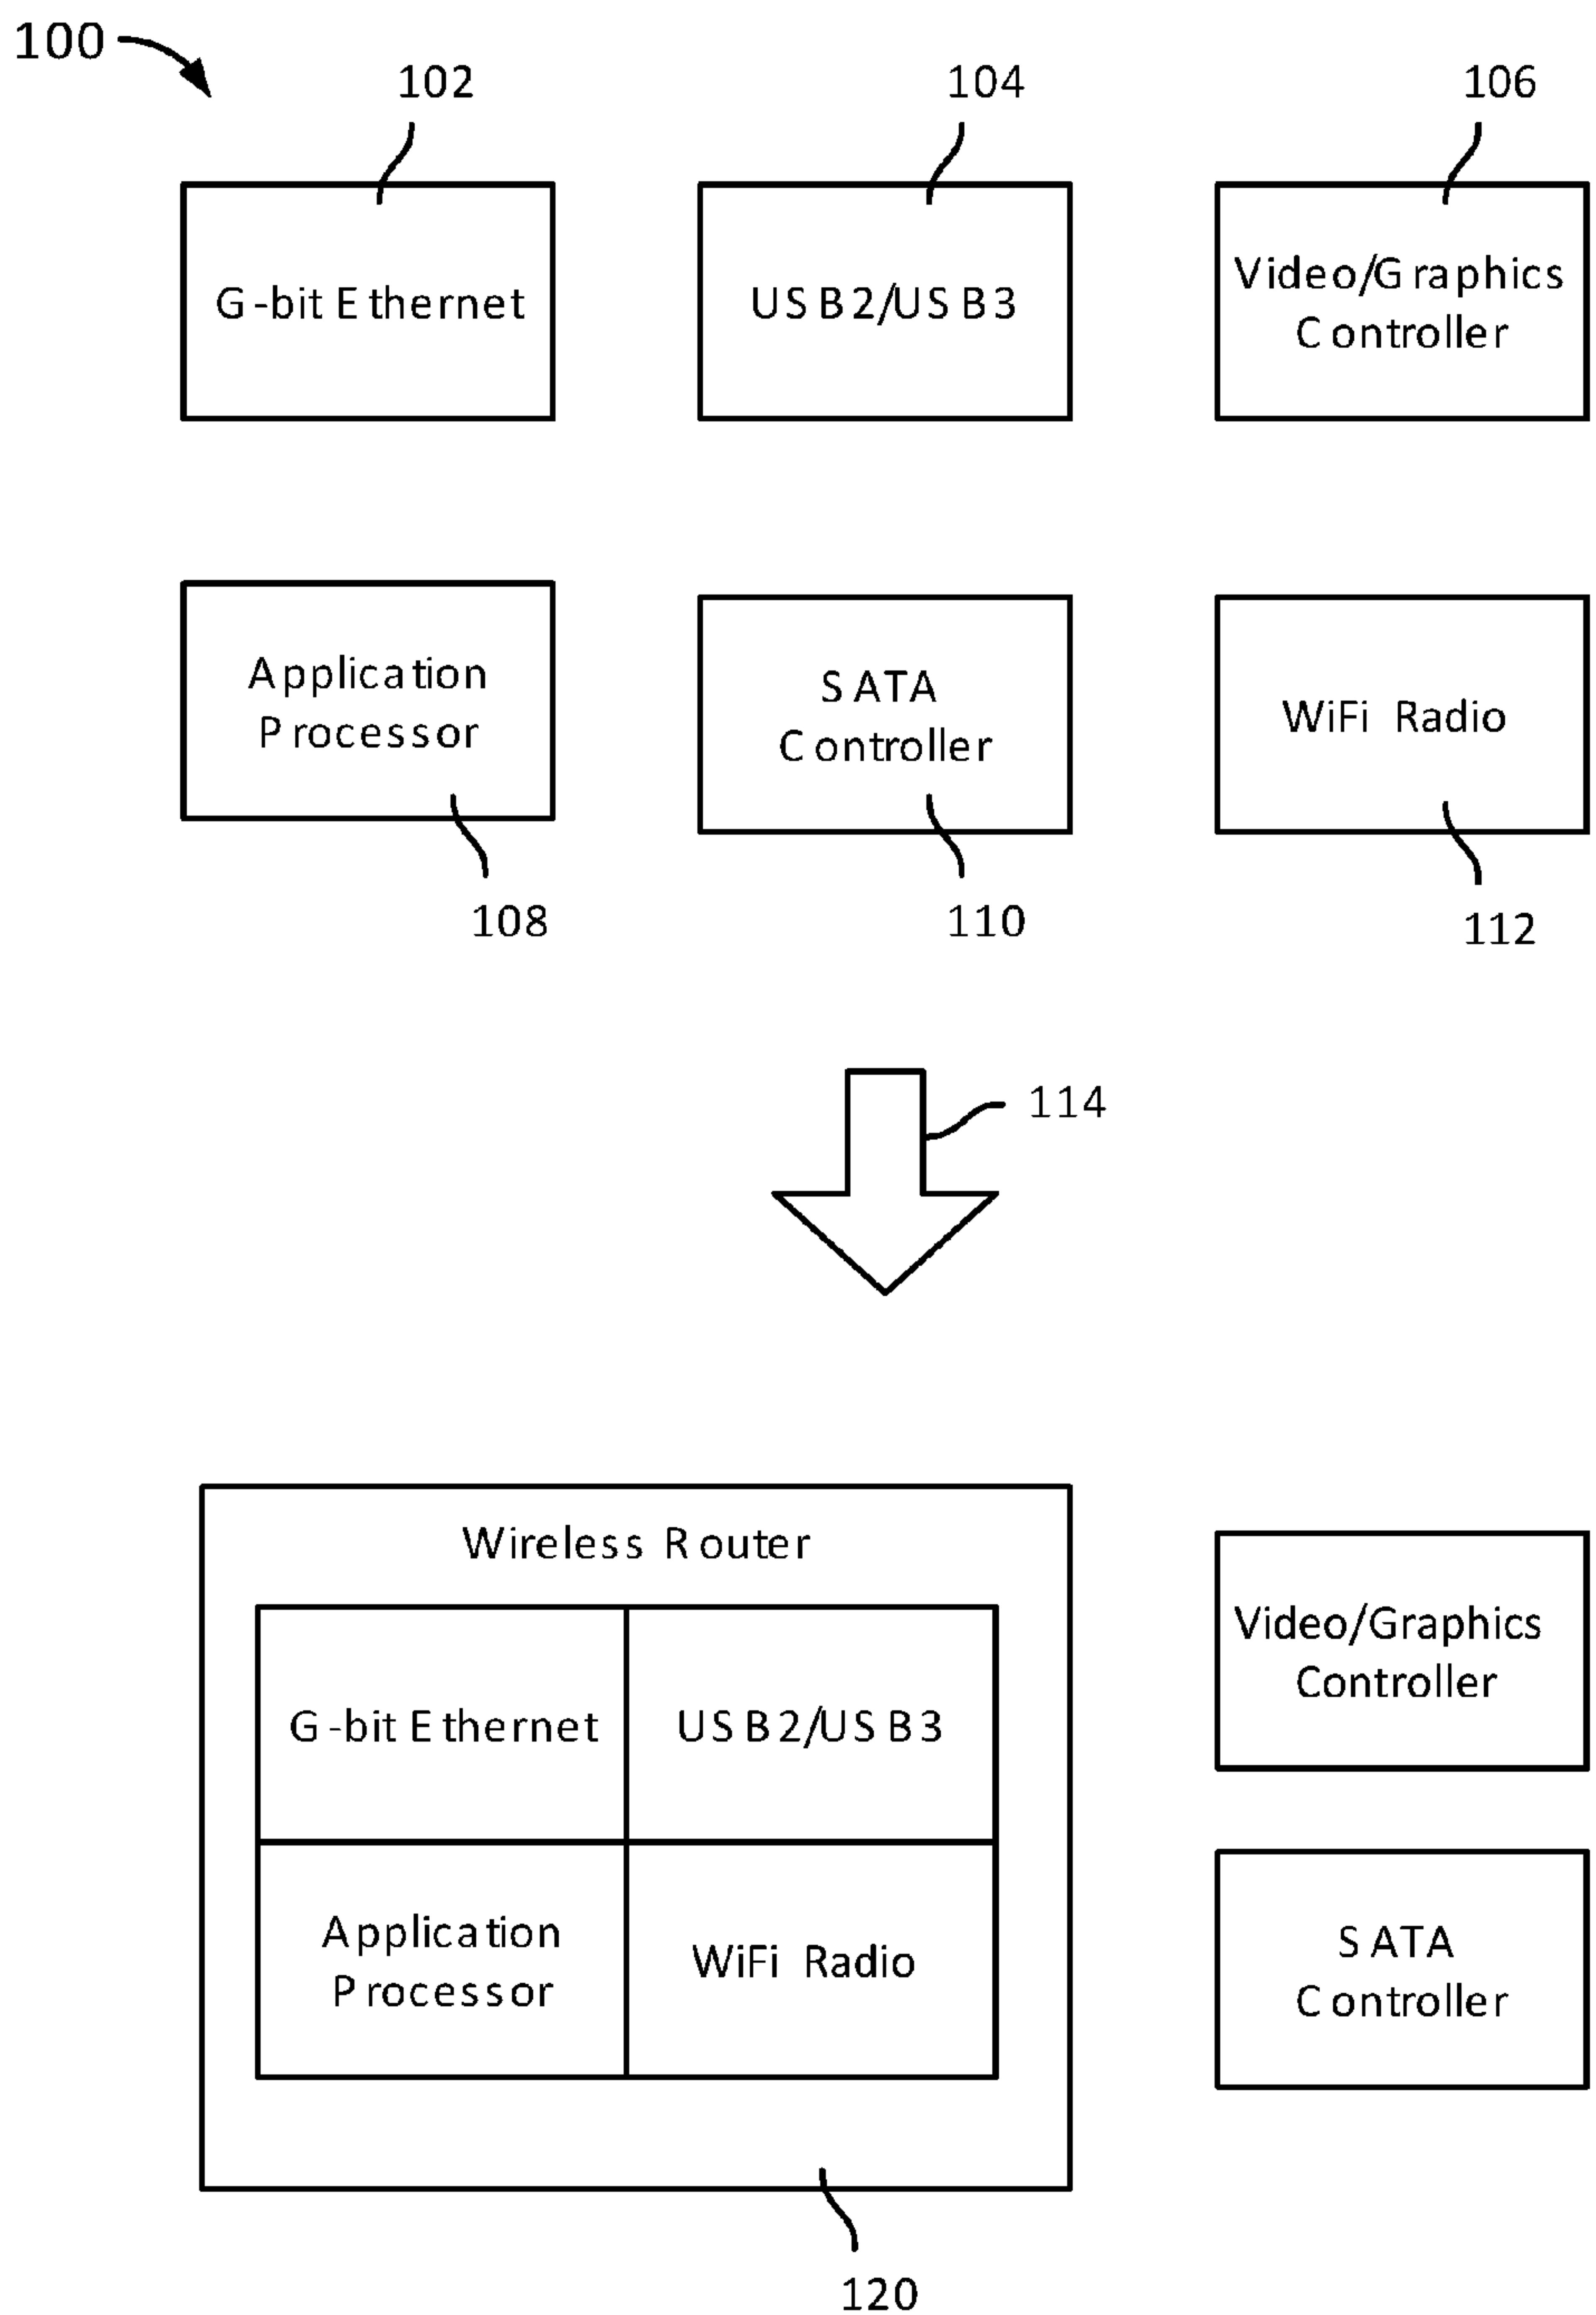 100
102
104
106
G-bit Ethernet
USB2/USB3
Video/Graphics
Controller
Application
Processor
SATA
Controller
WiFi Radio
108
110
112
114
Wireless Router
G-bit Ethernet
USB2/USB3
Application
Processor
WiFi Radio
Video/Graphics
Controller
SATA
Controller
120